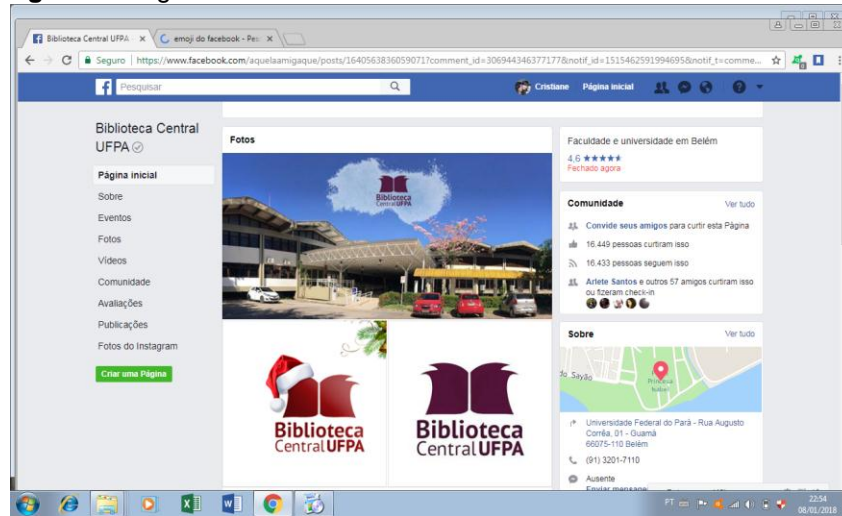 Biblioteca Central UFPA
emoji do facebook - Pes
Seguro | https://www.facebook.com/aquelaamigaque/posts/1640563836059071?comment_id=306944346377177&notif_id=1515462591994695&notif_t=comme...
Pesquisar
Cristiane Página inicial
Biblioteca Central
UFPA
Página inicial
Sobre
Eventos
Fotos
Vídeos
Comunidade
Avaliações
Publicações
Fotos do Instagram
Criar uma Página
Fotos
Biblioteca
Central UFPA
Biblioteca
Central UFPA
Biblioteca
Central UFPA
Faculdade e universidade em Belém
4,6 ★★★★★
Fechado agora
Comunidade Ver tudo
Convide seus amigos para curtir esta Página
16.449 pessoas curtiram isso
16.433 pessoas seguem isso
Arlete Santos e outros 57 amigos curtiram isso
ou fizeram check-in
Sobre Ver tudo
do Sayão
Princesa
Universidade Federal do Pará - Rua Augusto
Corrêa, 01 - Guamá
66075-110 Belém
(91) 3201-7110
Ausente
Enviar mensagem
PT
22:54
08/01/2018